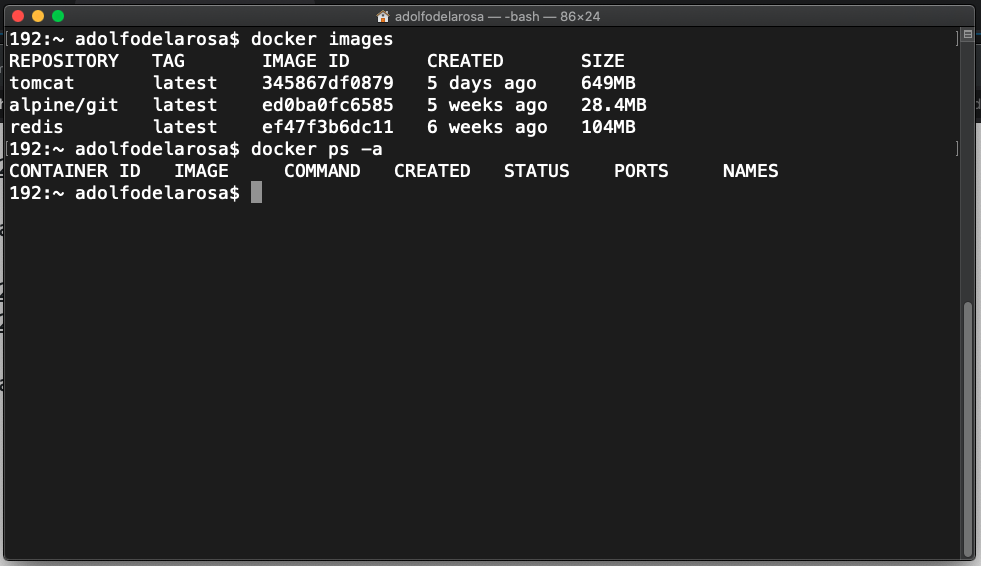 adolfodelarosa — -bash — 86×24
192:~ adolfodelarosa$ docker images
REPOSITORY   TAG       IMAGE ID       CREATED       SIZE
tomcat       latest    345867df0879   5 days ago    649MB
alpine/git   latest    ed0ba0fc6585   5 weeks ago   28.4MB
redis        latest    ef47f3b6dc11   6 weeks ago   104MB
192:~ adolfodelarosa$ docker ps -a
CONTAINER ID   IMAGE     COMMAND   CREATED   STATUS    PORTS     NAMES
192:~ adolfodelarosa$